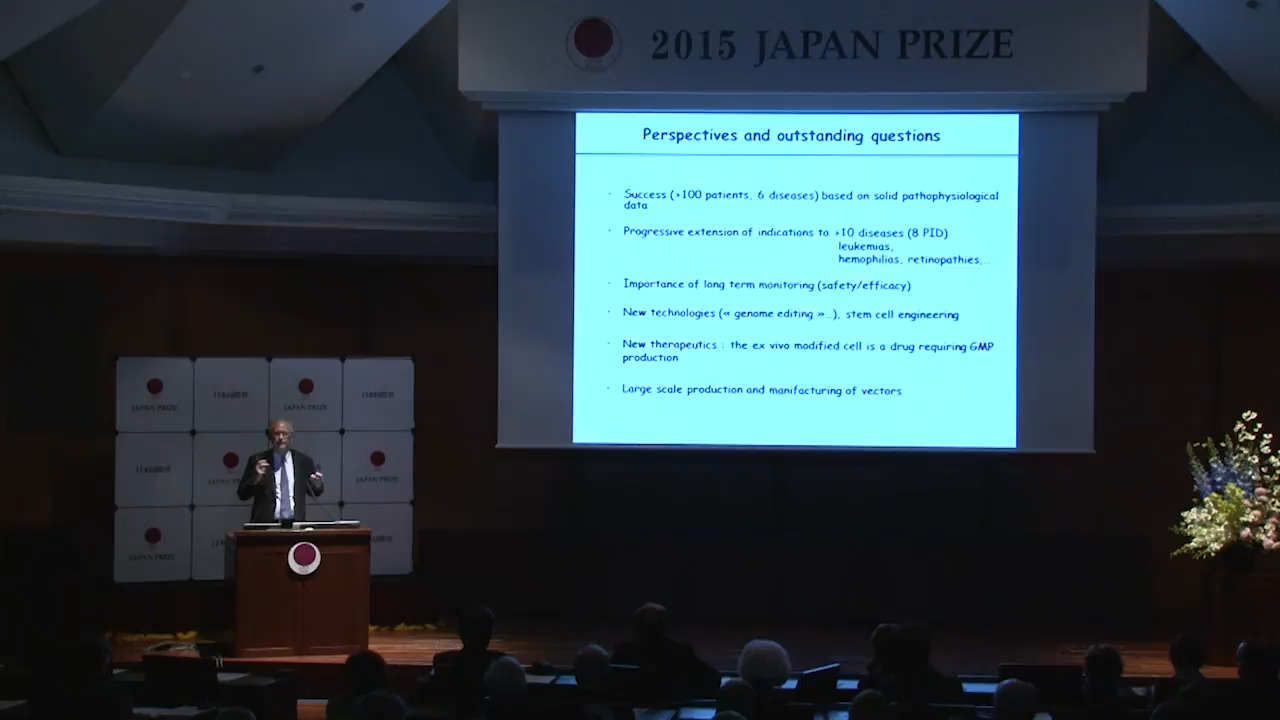 2015 JAPAN PRIZE
Perspectives and outstanding questions
· Success (>100 patients, 6 diseases) based on solid pathophysiological
data
· Progressive extension of indications to >10 diseases (8 PID)
leukemias,
hemophilias, retinopathies,..
· Importance of long term monitoring (safety/efficacy)
· New technologies (« genome editing »…), stem cell engineering
· New therapeutics : the ex vivo modified cell is a drug requiring GMP
production
· Large scale production and manifacturing of vectors
JAPAN PRIZE
JAPAN PRIZE
JAPAN PRIZE
JAPAN PRIZE